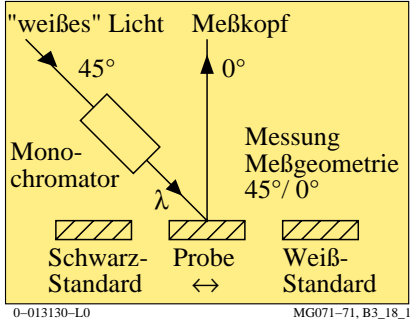 "weißes" Licht Meßkopf
45° 0°
Mono-
chromator
λ
Messung
Meßgeometrie
45°/ 0°
Schwarz-
Standard
Probe
↔
Weiß-
Standard
0–013130–L0 MG071–71, B3_18_1